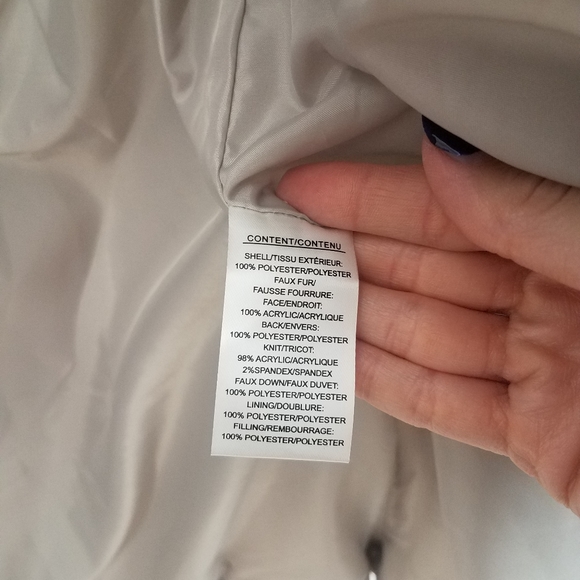 CONTENT/CONTENU
SHELL/TISSU EXTÉRIEUR:
100% POLYESTER/POLYESTER
FAUX FUR/
FAUSSE FOURRURE:
FACE/ENDROIT:
100% ACRYLIC/ACRYLIQUE
BACK/ENVERS:
100% POLYESTER/POLYESTER
KNIT/TRICOT:
98% ACRYLIC/ACRYLIQUE
2%SPANDEX/SPANDEX
FAUX DOWN/FAUX DUVET:
100% POLYESTER/POLYESTER
LINING/DOUBLURE:
100% POLYESTER/POLYESTER
FILLING/REMBOURRAGE:
100% POLYESTER/POLYESTER